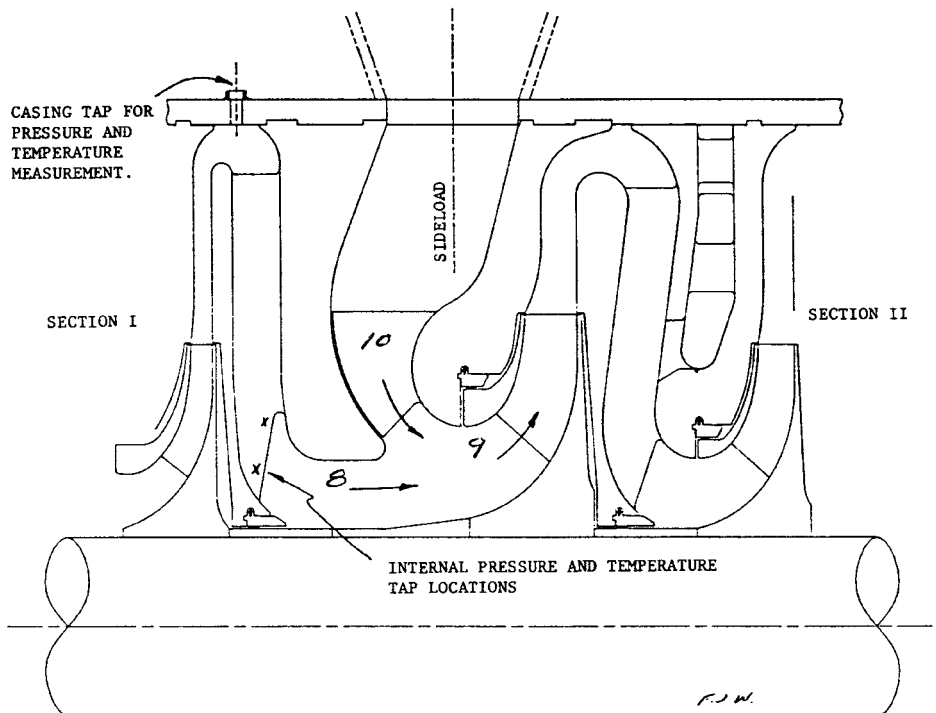 CASING TAP FOR
PRESSURE AND
TEMPERATURE
MEASUREMENT.
SIDELOAD
SECTION I
SECTION II
10
9
8
x
x
INTERNAL PRESSURE AND TEMPERATURE
TAP LOCATIONS
F.J.W.